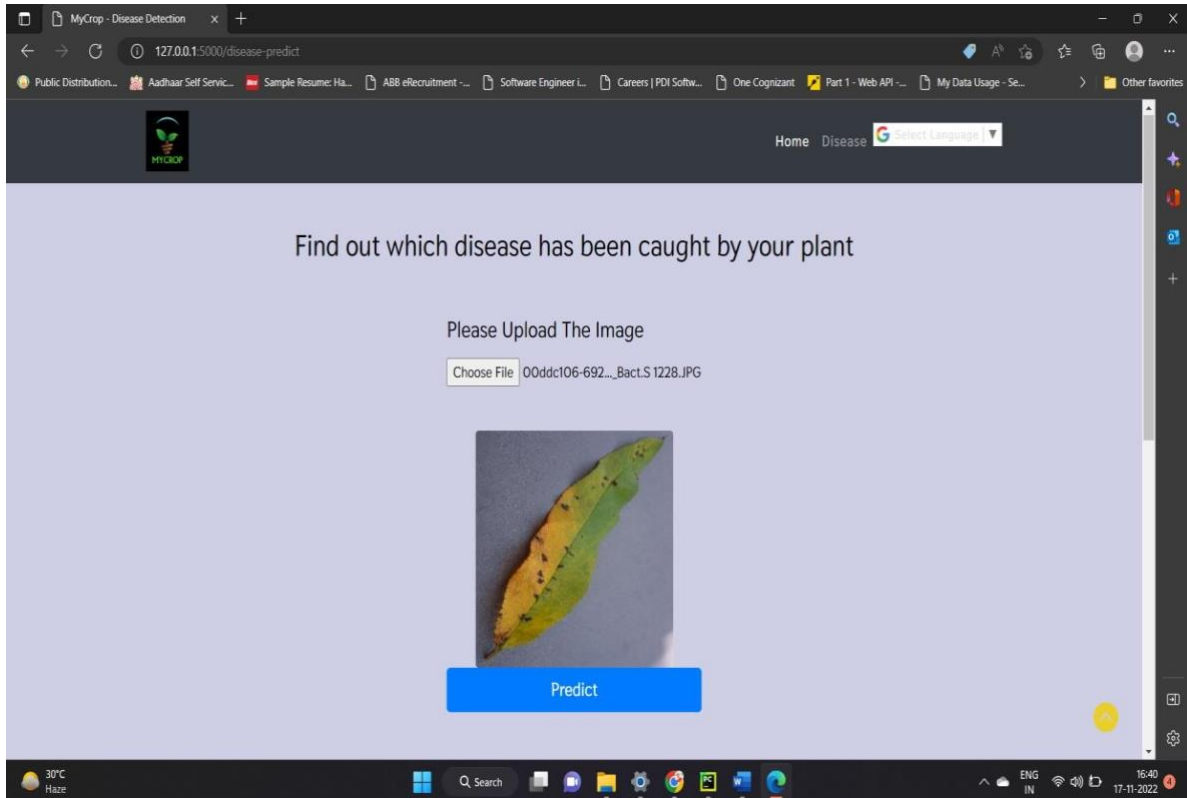 MyCrop - Disease Detection
127.0.0.1:5000/disease-predict
Public Distribution... Aadhaar Self Servic... Sample Resume: Ha... ABB eRecruitment -... Software Engineer i... Careers | PDI Softw... One Cognizant Part 1 - Web API -... My Data Usage - Se... Other favorites
MYCROP
Home Disease Select Language ▼
Find out which disease has been caught by your plant
Please Upload The Image
Choose File 00ddc106-692..._Bact.S 1228.JPG
Predict
30°C
Haze
Search
ENG
IN
16:40
17-11-2022
4